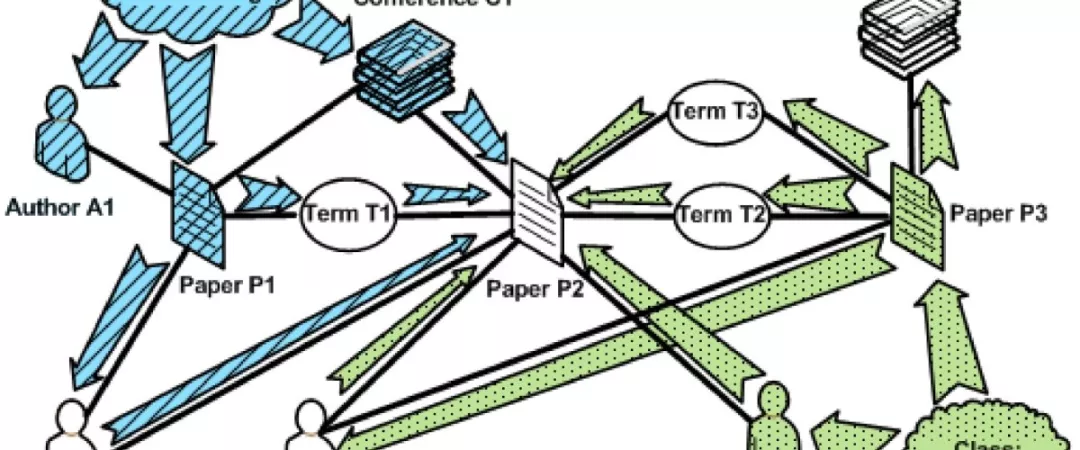 Conference C1
Term T3
Author A1
Term T1
Term T2
Paper P3
Paper P1
Paper P2
Class: